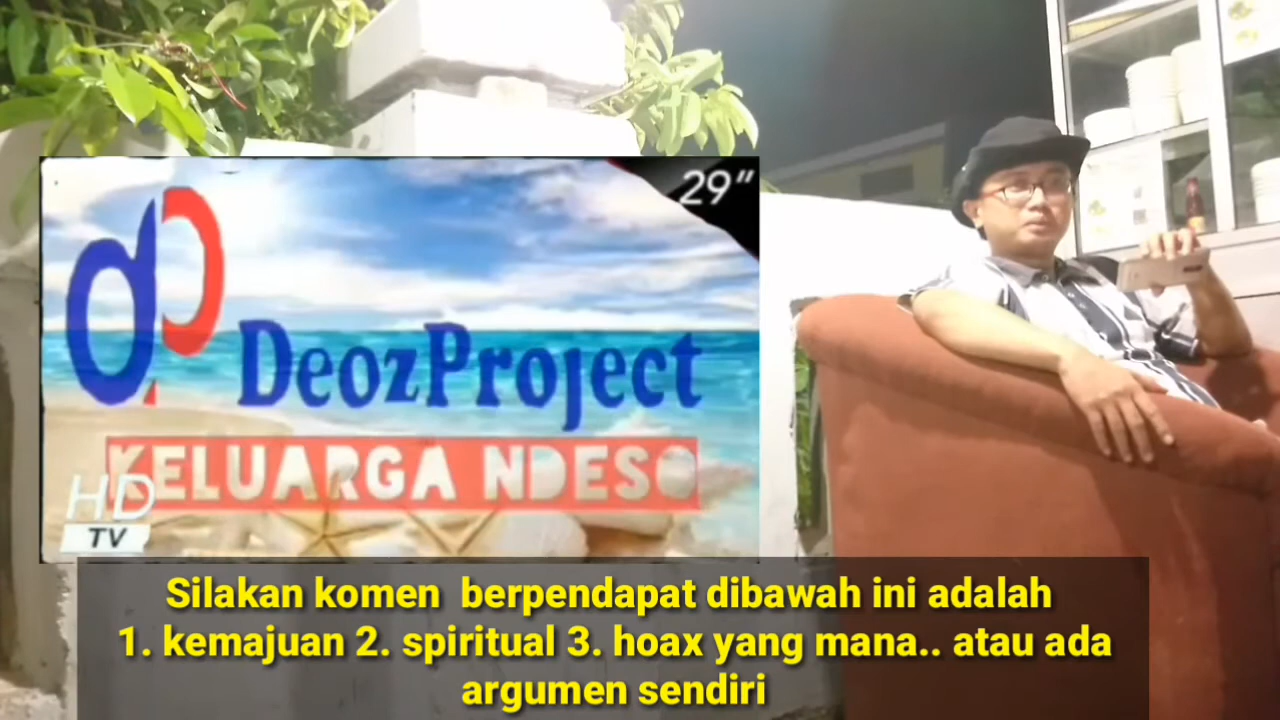 29”
DeozProject
KELUARGA NDESO
HD
TV
Silakan komen  berpendapat dibawah ini adalah
1. kemajuan 2. spiritual 3. hoax yang mana.. atau ada
argumen sendiri